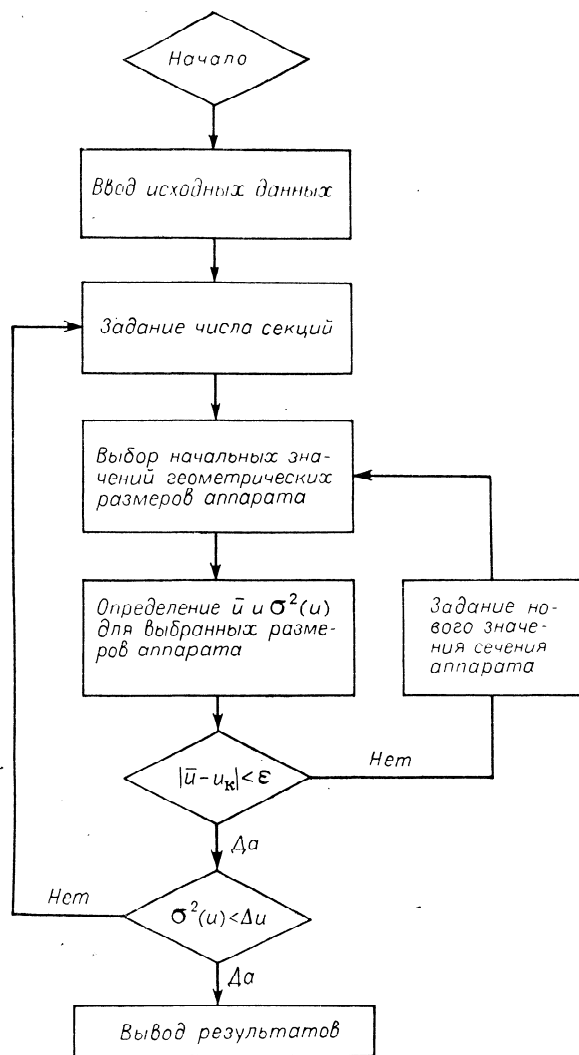 Начало
Ввод исходных данных
Задание числа секций
Выбор начальных зна-
чений геометрических
размеров аппарата
Определение ū и σ²(u)
для выбранных разме-
ров аппарата
Задание но-
вого значе-
ния сечения
аппарата
|ū−uк|<ε
Нет
Да
σ²(u)<Δu
Нет
Да
Вывод результатов